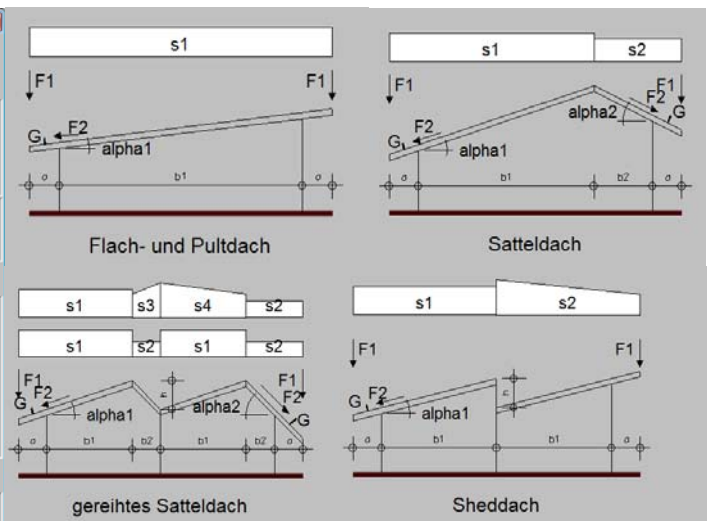 s1
F1 F1
G F2
alpha1
a b1 a
Flach- und Pultdach
s1 s2
F1 F1
F2
alpha2 G
G F2
alpha1
a b1 b2 a
Satteldach
s1 s3 s4 s2
s1 s2 s1 s2
F1 F1
F2 h F2
G alpha1 alpha2 G
a b1 b2 b1 b2 a
gereihtes Satteldach
s1 s2
F1 F1
G F2 h
alpha1
a b1 b1 a
Sheddach